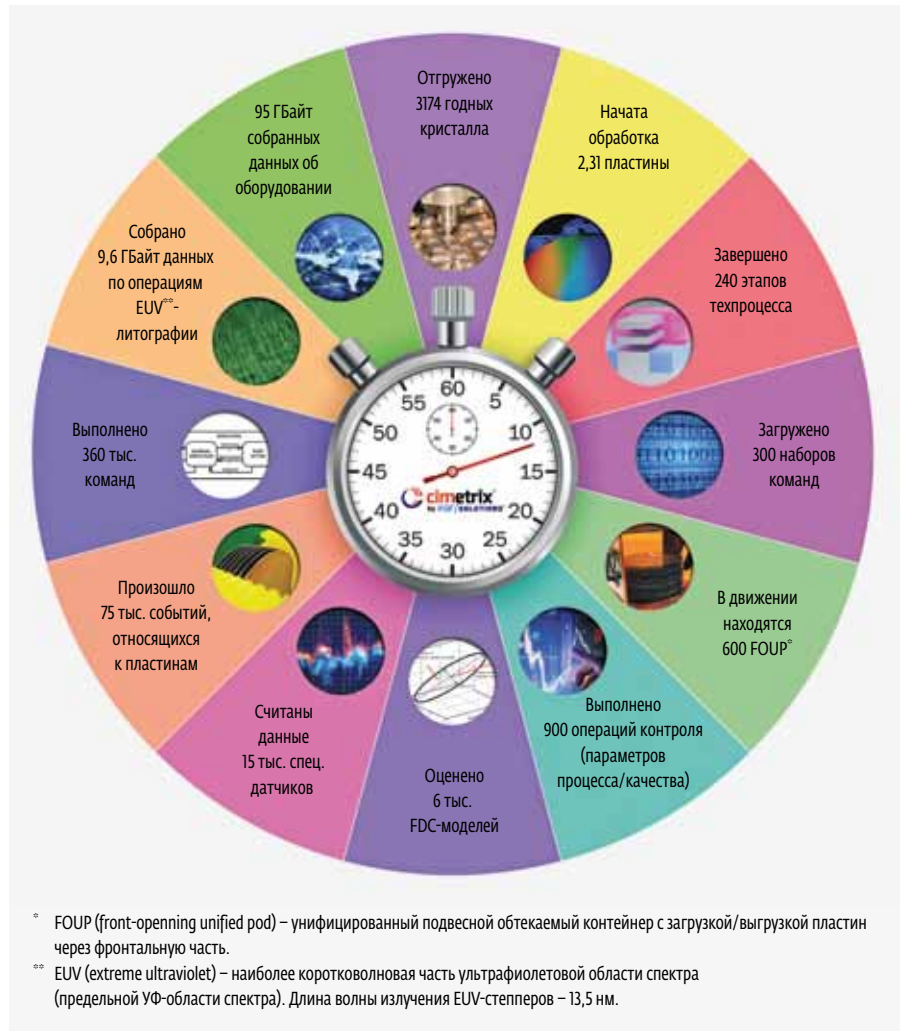 Отгружено
3174 годных
кристалла
Начата
обработка
2,31 пластины
Завершено
240 этапов
техпроцесса
Загружено
300 наборов
команд
В движении
находятся
600 FOUP*
Выполнено
900 операций контроля
(параметров
процесса/качества)
Оценено
6 тыс.
FDC-моделей
Считаны
данные
15 тыс. спец.
датчиков
Произошло
75 тыс. событий,
относящихся
к пластинам
Выполнено
360 тыс.
команд
Собрано
9,6 ГБайт данных
по операциям
EUV**-
литографии
95 ГБайт
собранных
данных об
оборудовании
60
5
10
15
20
25
30
35
40
45
50
55
cimetrix
by PDF/SOLUTIONS
* FOUP (front-openning unified pod) – унифицированный подвесной обтекаемый контейнер с загрузкой/выгрузкой пластин
через фронтальную часть.
** EUV (extreme ultraviolet) – наиболее коротковолновая часть ультрафиолетовой области спектра
(предельной УФ-области спектра). Длина волны излучения EUV-степперов – 13,5 нм.